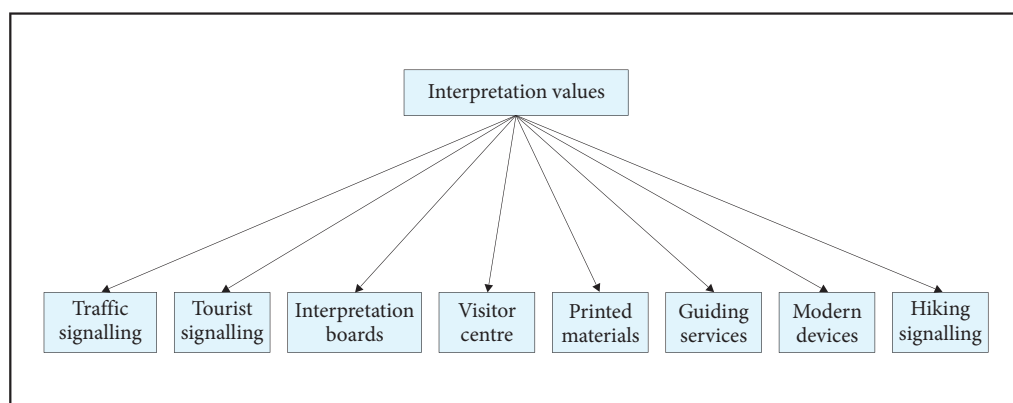 Interpretation values
Traffic
signalling
Tourist
signalling
Interpretation
boards
Visitor
centre
Printed
materials
Guiding
services
Modern
devices
Hiking
signalling